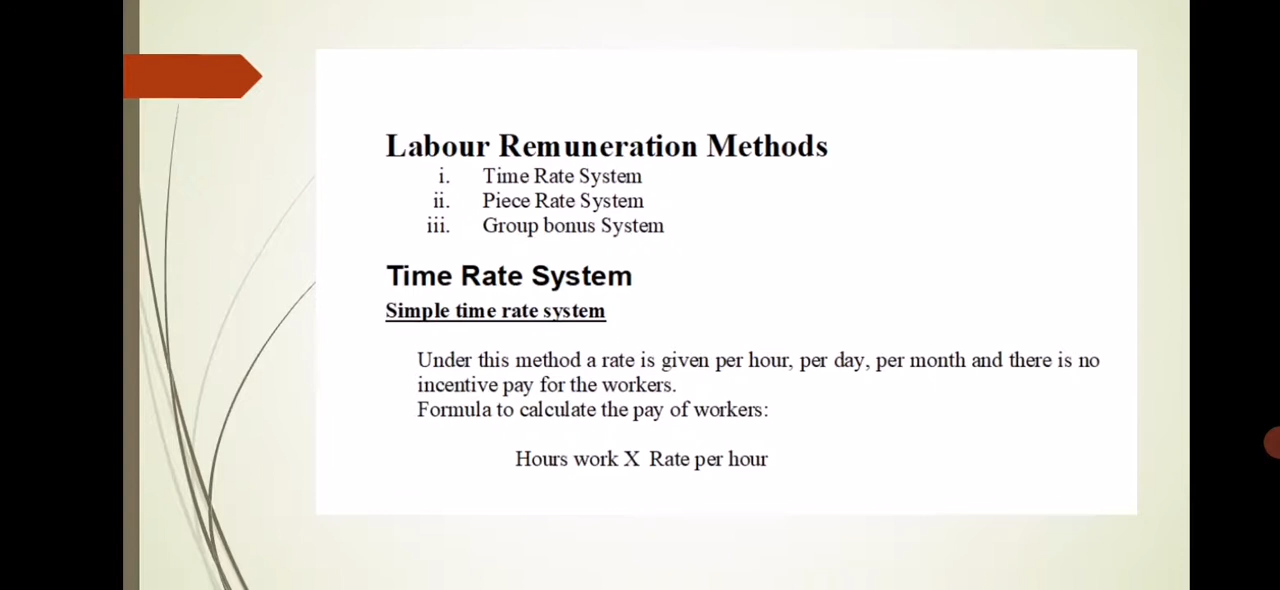 Labour Remuneration Methods
i. Time Rate System
ii. Piece Rate System
iii. Group bonus System
Time Rate System
Simple time rate system
Under this method a rate is given per hour, per day, per month and there is no
incentive pay for the workers.
Formula to calculate the pay of workers:
Hours work X Rate per hour